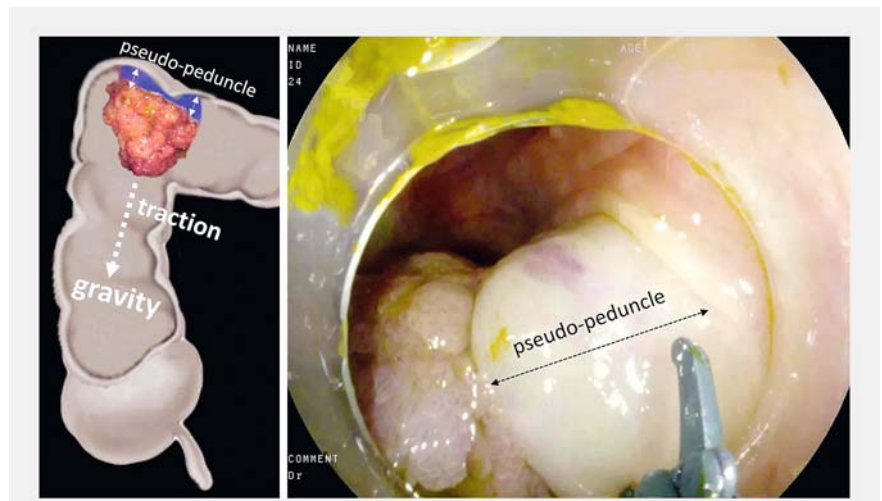 pseudo-peduncle
traction
gravity
NAME
ID
24
AGE
pseudo-peduncle
COMMENT
Dr